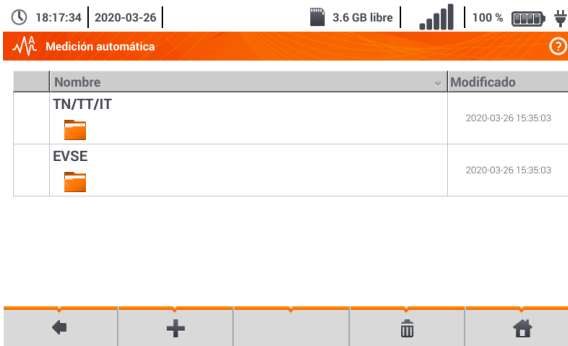 18:17:34 2020-03-26 3.6 GB libre 100 %
Medición automática ?
Nombre Modificado
TN/TT/IT
2020-03-26 15:35:03
EVSE
2020-03-26 15:35:03